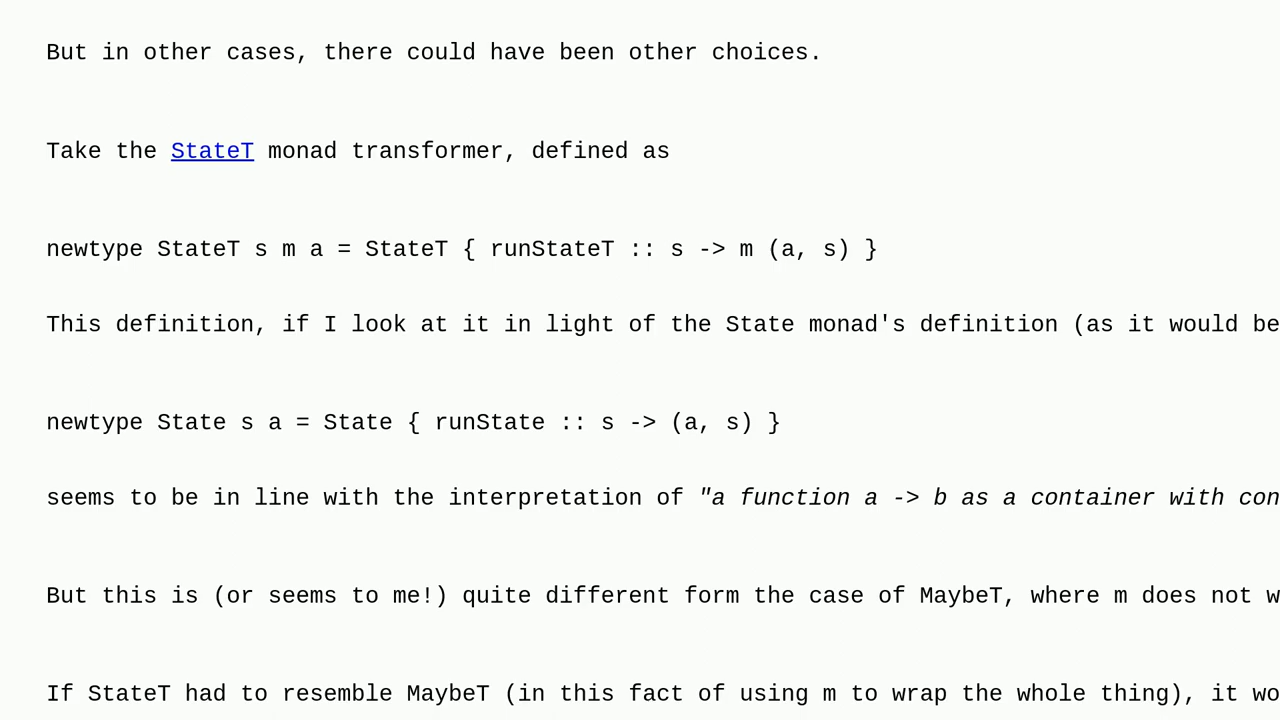 But in other cases, there could have been other choices.
Take the StateT monad transformer, defined as
newtype StateT s m a = StateT { runStateT :: s -> m (a, s) }
This definition, if I look at it in light of the State monad's definition (as it would be
newtype State s a = State { runState :: s -> (a, s) }
seems to be in line with the interpretation of "a function a -> b as a container with con
But this is (or seems to me!) quite different form the case of MaybeT, where m does not w
If StateT had to resemble MaybeT (in this fact of using m to wrap the whole thing), it wo